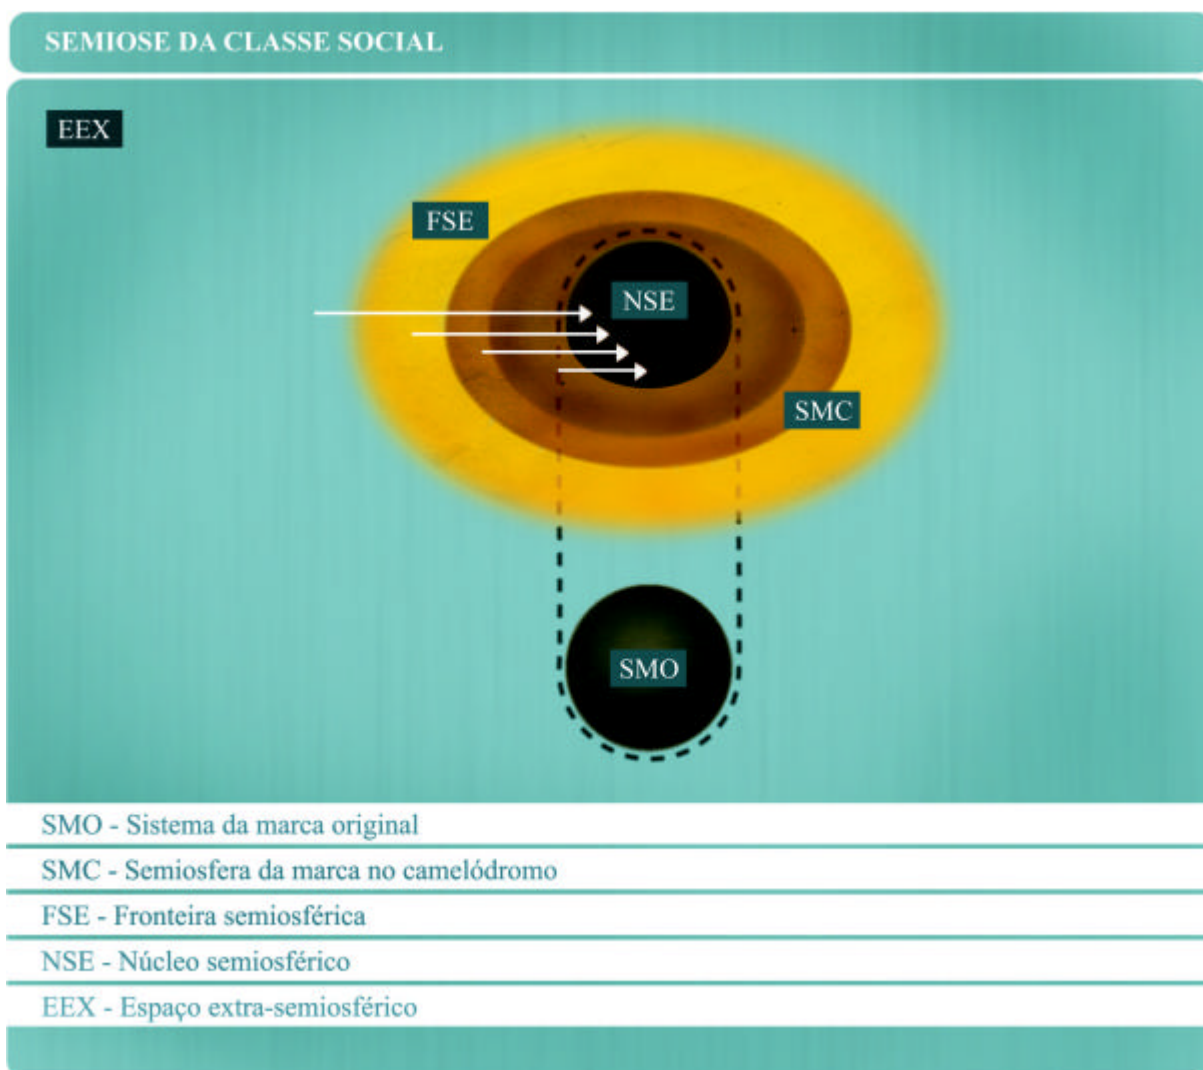 SEMIOSE DA CLASSE SOCIAL
EEX
FSE
NSE
SMC
SMO
SMO - Sistema da marca original
SMC - Semiosfera da marca no camelódromo
FSE - Fronteira semiosférica
NSE - Núcleo semiosférico
EEX - Espaço extra-semiosférico